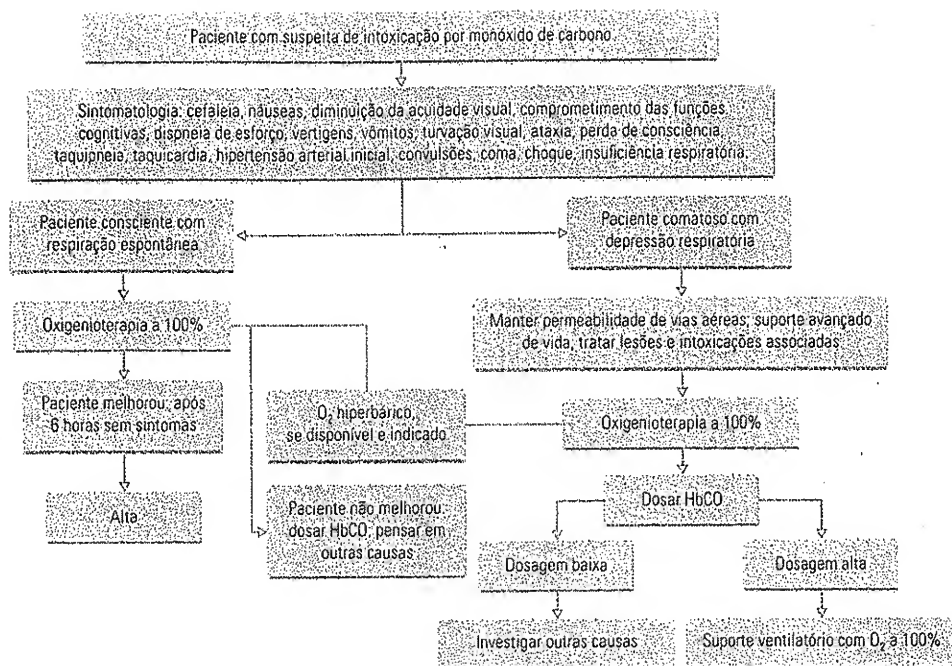 Paciente com suspeita de intoxicação por monóxido de carbono
Sintomatologia: cefaleia, náuseas, diminuição da acuidade visual, comprometimento das funções
cognitivas, dispneia de esforço, vertigens, vômitos, turvação visual, ataxia, perda de consciência,
taquipneia, taquicardia, hipertensão arterial inicial, convulsões, coma, choque, insuficiência respiratória.
Paciente consciente com
respiração espontânea
Paciente comatoso com
depressão respiratória
Oxigenioterapia a 100%
Manter permeabilidade de vias aéreas; suporte avançado
de vida, tratar lesões e intoxicações associadas
Paciente melhorou: após
6 horas sem sintomas
O₂ hiperbárico,
se disponível e indicado
Oxigenioterapia a 100%
Alta
Paciente não melhorou:
dosar HbCO, pensar em
outras causas
Dosar HbCO
Dosagem baixa
Dosagem alta
Investigar outras causas
Suporte ventilatório com O₂ a 100%